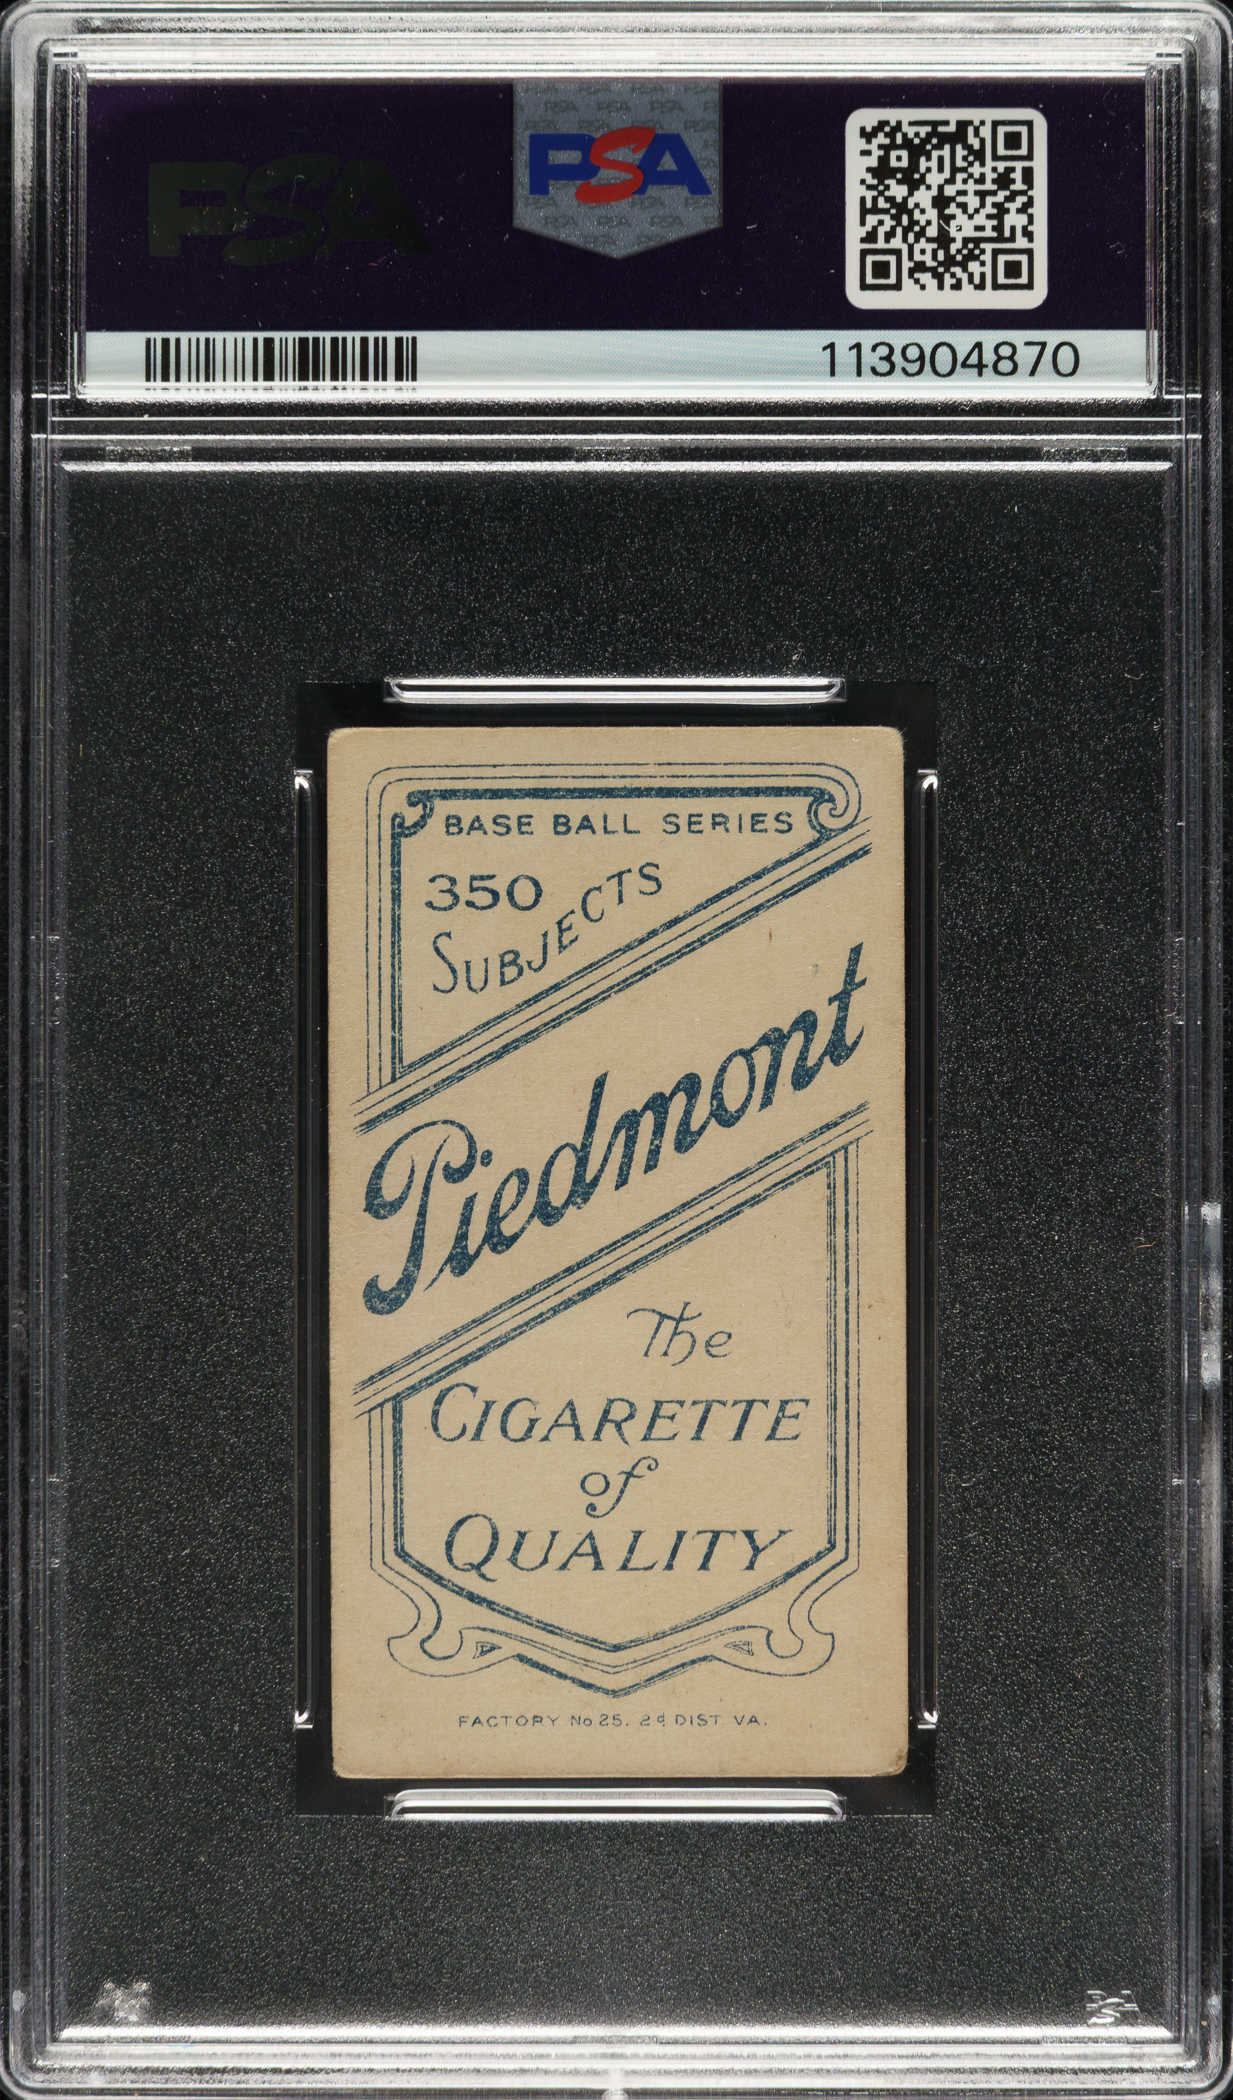 PSA
PSA
113904870
BASE BALL SERIES
350
SUBJECTS
Piedmont
The
CIGARETTE
of
QUALITY
FACTORY No 25. 2d DIST. VA.